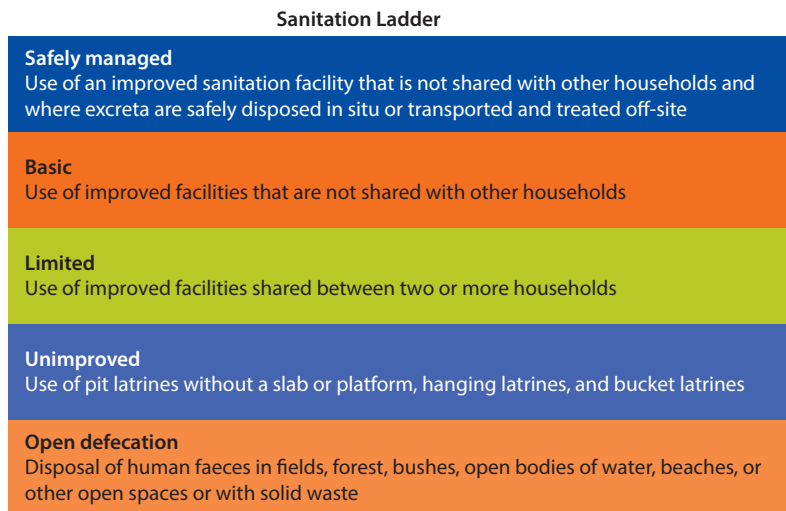 Sanitation Ladder
Safely managed
Use of an improved sanitation facility that is not shared with other households and
where excreta are safely disposed in situ or transported and treated off-site
Basic
Use of improved facilities that are not shared with other households
Limited
Use of improved facilities shared between two or more households
Unimproved
Use of pit latrines without a slab or platform, hanging latrines, and bucket latrines
Open defecation
Disposal of human faeces in fields, forest, bushes, open bodies of water, beaches, or
other open spaces or with solid waste